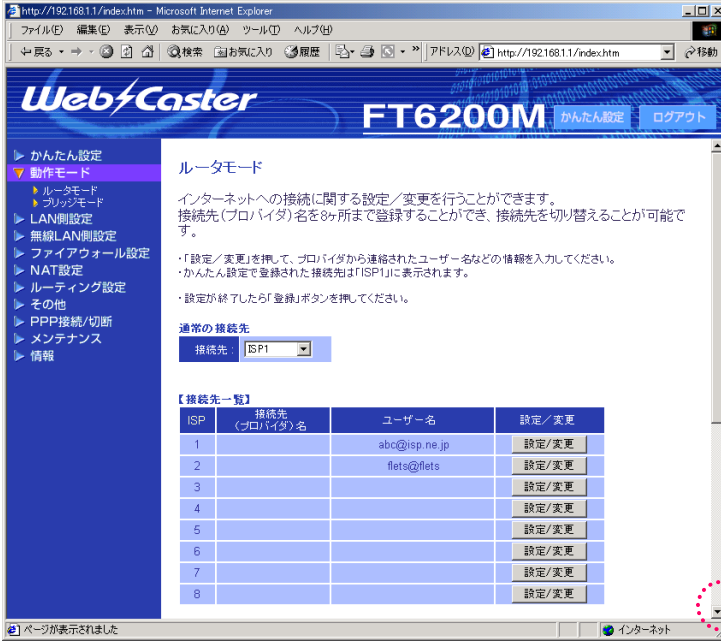 http://192.168.1.1/index.htm - Microsoft Internet Explorer
ファイル(F) 編集(E) 表示(V) お気に入り(A) ツール(T) ヘルプ(H)
戻る 検索 お気に入り 履歴 » アドレス(D) http://192.168.1.1/index.htm 移動
Web Caster
FT6200M
かんたん設定 ログアウト
かんたん設定
動作モード
ルータモード
ブリッジモード
LAN側設定
無線LAN側設定
ファイアウォール設定
NAT設定
ルーティング設定
その他
PPP接続/切断
メンテナンス
情報
ルータモード
インターネットへの接続に関する設定/変更を行うことができます。
接続先(プロバイダ)名を8ヶ所まで登録することができ、接続先を切り替えることが可能で
す。
・「設定/変更」を押して、プロバイダから連絡されたユーザー名などの情報を入力してください。
・かんたん設定で登録された接続先は「ISP1」に表示されます。
・設定が終了したら「登録」ボタンを押してください。
通常の接続先
接続先: ISP1
【接続先一覧】
ISP 接続先(プロバイダ)名 ユーザー名 設定/変更
1 abc@isp.ne.jp 設定/変更
2 flets@flets 設定/変更
3 設定/変更
4 設定/変更
5 設定/変更
6 設定/変更
7 設定/変更
8 設定/変更
ページが表示されました インターネット